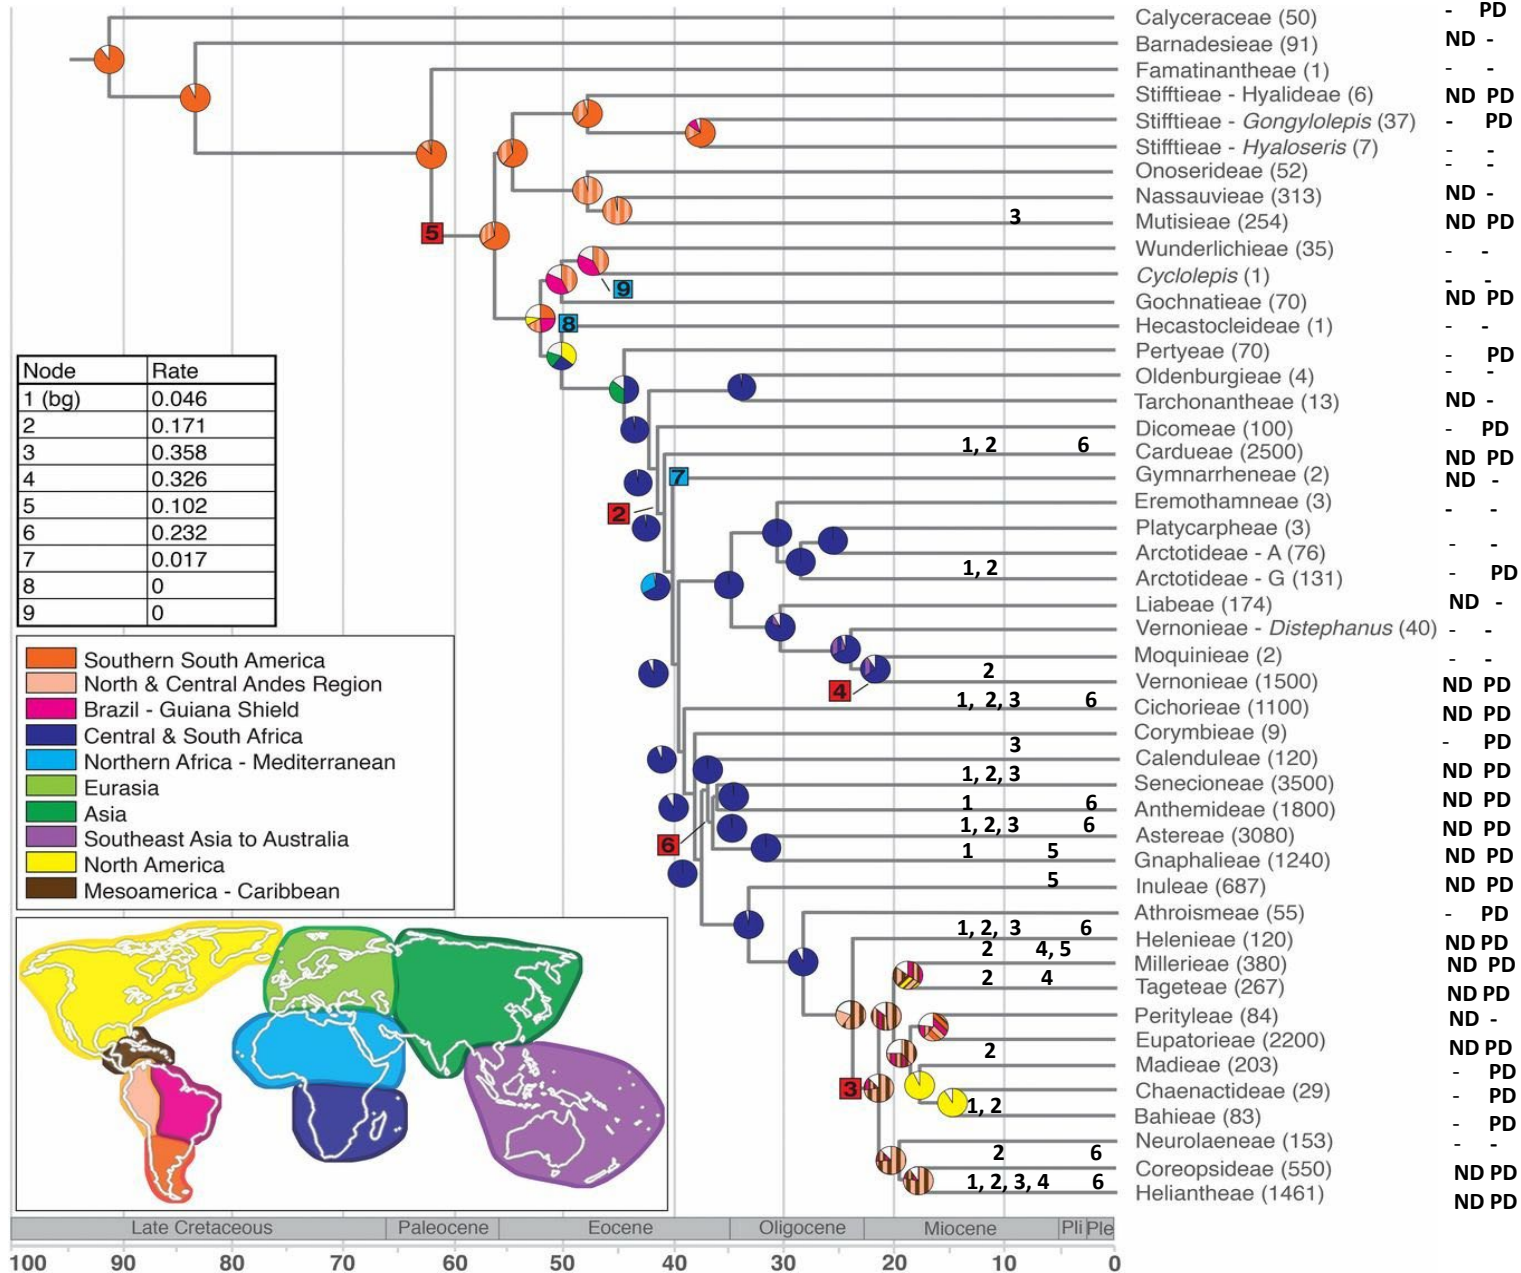 Calyceraceae (50) - PD
Barnadesieae (91) ND -
Famatinantheae (1) - -
Stifftieae - Hyalideae (6) ND PD
Stifftieae - Gongylolepis (37) - PD
Stifftieae - Hyaloseris (7) - -
Onoserideae (52) - -
Nassauvieae (313) ND -
3 Mutisieae (254) ND PD
5
Wunderlichieae (35) - -
Cyclolepis (1) - -
9
Gochnatieae (70) ND PD
8 Hecastocleideae (1) - -
Pertyeae (70) - PD
Oldenburgieae (4) - -
Tarchonantheae (13) ND -
Dicomeae (100) - PD
1, 2 6 Cardueae (2500) ND PD
7 Gymnarrheneae (2) ND -
2
Eremothamneae (3) - -
Platycarpheae (3) - -
Arctotideae - A (76)
1, 2 Arctotideae - G (131) - PD
Liabeae (174) ND -
Vernonieae - Distephanus (40) - -
Moquinieae (2) - -
4 2 Vernonieae (1500) ND PD
1, 2, 3 6 Cichorieae (1100) ND PD
Corymbieae (9) - PD
3 Calenduleae (120)
1, 2, 3 Senecioneae (3500) ND PD
1 6 Anthemideae (1800) ND PD
1, 2, 3 6 Astereae (3080) ND PD
6
1 5 Gnaphalieae (1240) ND PD
5 Inuleae (687) ND PD
Athroismeae (55) - PD
1, 2, 3 6 Helenieae (120) ND PD
2 4, 5 Millerieae (380) ND PD
2 4 Tageteae (267) ND PD
Perityleae (84) ND -
Eupatorieae (2200) ND PD
2 Madieae (203) - PD
3 Chaenactideae (29) - PD
1, 2 Bahieae (83) - PD
Neurolaeneae (153) - -
2 6 Coreopsideae (550) ND PD
1, 2, 3, 4 6 Heliantheae (1461) ND PD
Node Rate
1 (bg) 0.046
2 0.171
3 0.358
4 0.326
5 0.102
6 0.232
7 0.017
8 0
9 0
Southern South America
North & Central Andes Region
Brazil - Guiana Shield
Central & South Africa
Northern Africa - Mediterranean
Eurasia
Asia
Southeast Asia to Australia
North America
Mesoamerica - Caribbean
Late Cretaceous Paleocene Eocene Oligocene Miocene Pli Ple
100 90 80 70 60 50 40 30 20 10 0